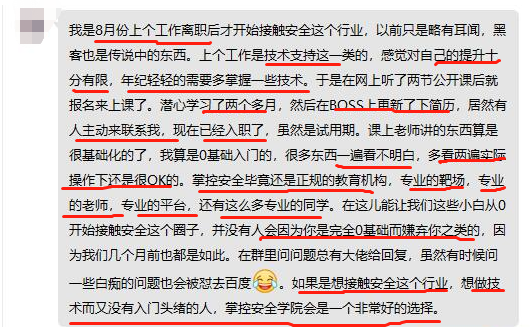 我是8月份上个工作离职后才开始接触安全这个行业，以前只是略有耳闻，黑
客也是传说中的东西。上个工作是技术支持这一类的，感觉对自己的提升十
分有限，年纪轻轻的需要多掌握一些技术。于是在网上听了两节公开课后就
报名来上课了。潜心学习了两个多月，然后在BOSS上更新了下简历，居然有
人主动来联系我，现在已经入职了，虽然是试用期。课上老师讲的东西算是
很基础化的了，我算是0基础入门的，很多东西一遍看不明白，多看两遍实际
操作下还是很OK的。掌控安全毕竟还是正规的教育机构，专业的靶场，专业
的老师，专业的平台，还有这么多专业的同学。在这儿能让我们这些小白从0
开始接触安全这个圈子，并没有人会因为你是完全0基础而嫌弃你之类的，因
为我们几个月前也都是如此。在群里问问题总有大佬给回复，虽然有时候问
一些白痴的问题也会被怼去百度😂。如果是想接触安全这个行业，想做技
术而又没有入门头绪的人，掌控安全学院会是一个非常好的选择。